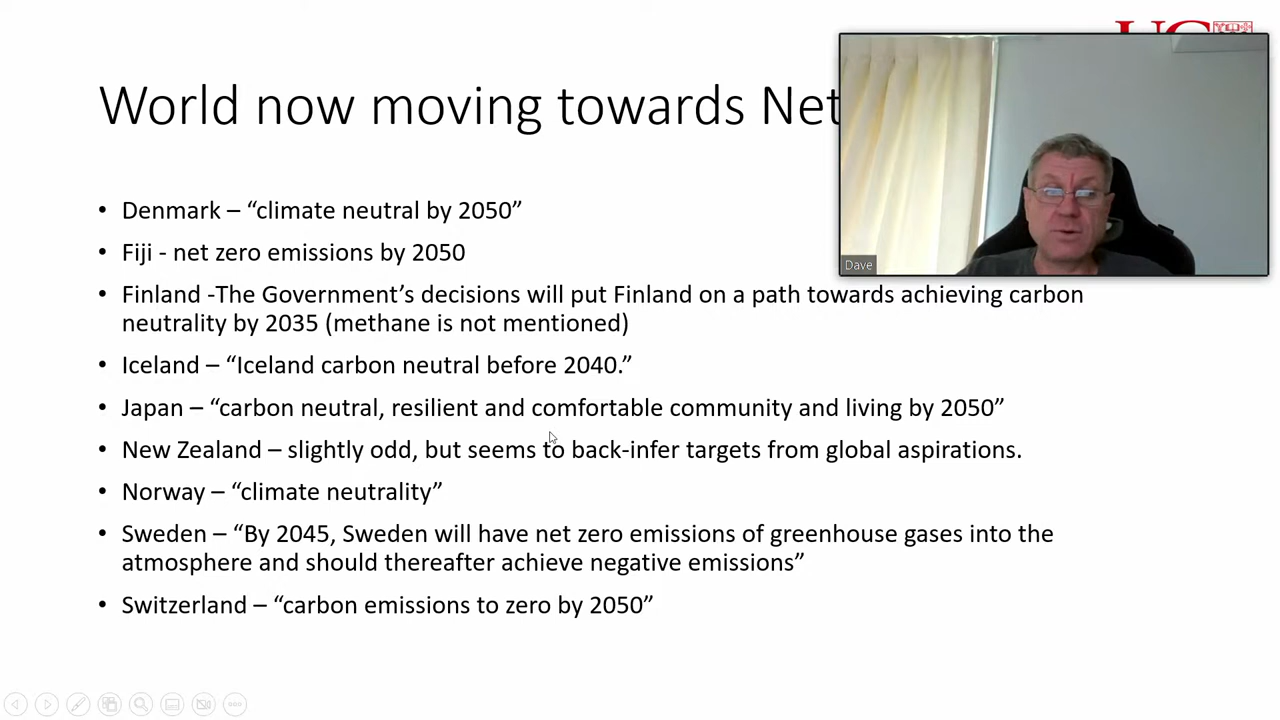 World now moving towards Net
• Denmark – “climate neutral by 2050”
• Fiji - net zero emissions by 2050
• Finland -The Government’s decisions will put Finland on a path towards achieving carbon
neutrality by 2035 (methane is not mentioned)
• Iceland – “Iceland carbon neutral before 2040.”
• Japan – “carbon neutral, resilient and comfortable community and living by 2050”
• New Zealand – slightly odd, but seems to back-infer targets from global aspirations.
• Norway – “climate neutrality”
• Sweden – “By 2045, Sweden will have net zero emissions of greenhouse gases into the
atmosphere and should thereafter achieve negative emissions”
• Switzerland – “carbon emissions to zero by 2050”
Dave